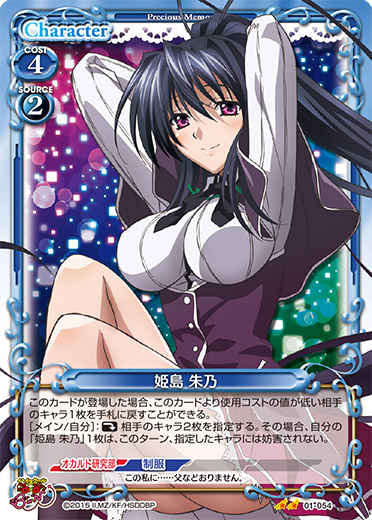 Precious Memories
Character
COST
4
SOURCE
2
姫島 朱乃
このカードが登場した場合、このカードより使用コストの値が低い相
手のキャラ1枚を手札に戻すことができる。
[メイン/自分]: 相手のキャラ2枚を指定する。その場合、自分の
「姫島 朱乃」1枚は、このターン、指定したキャラには妨害されない。
オカルト研究部 制服
この私に……父などおりません。
©2015 I.I.MZ/KF/HSDDBP
01-054